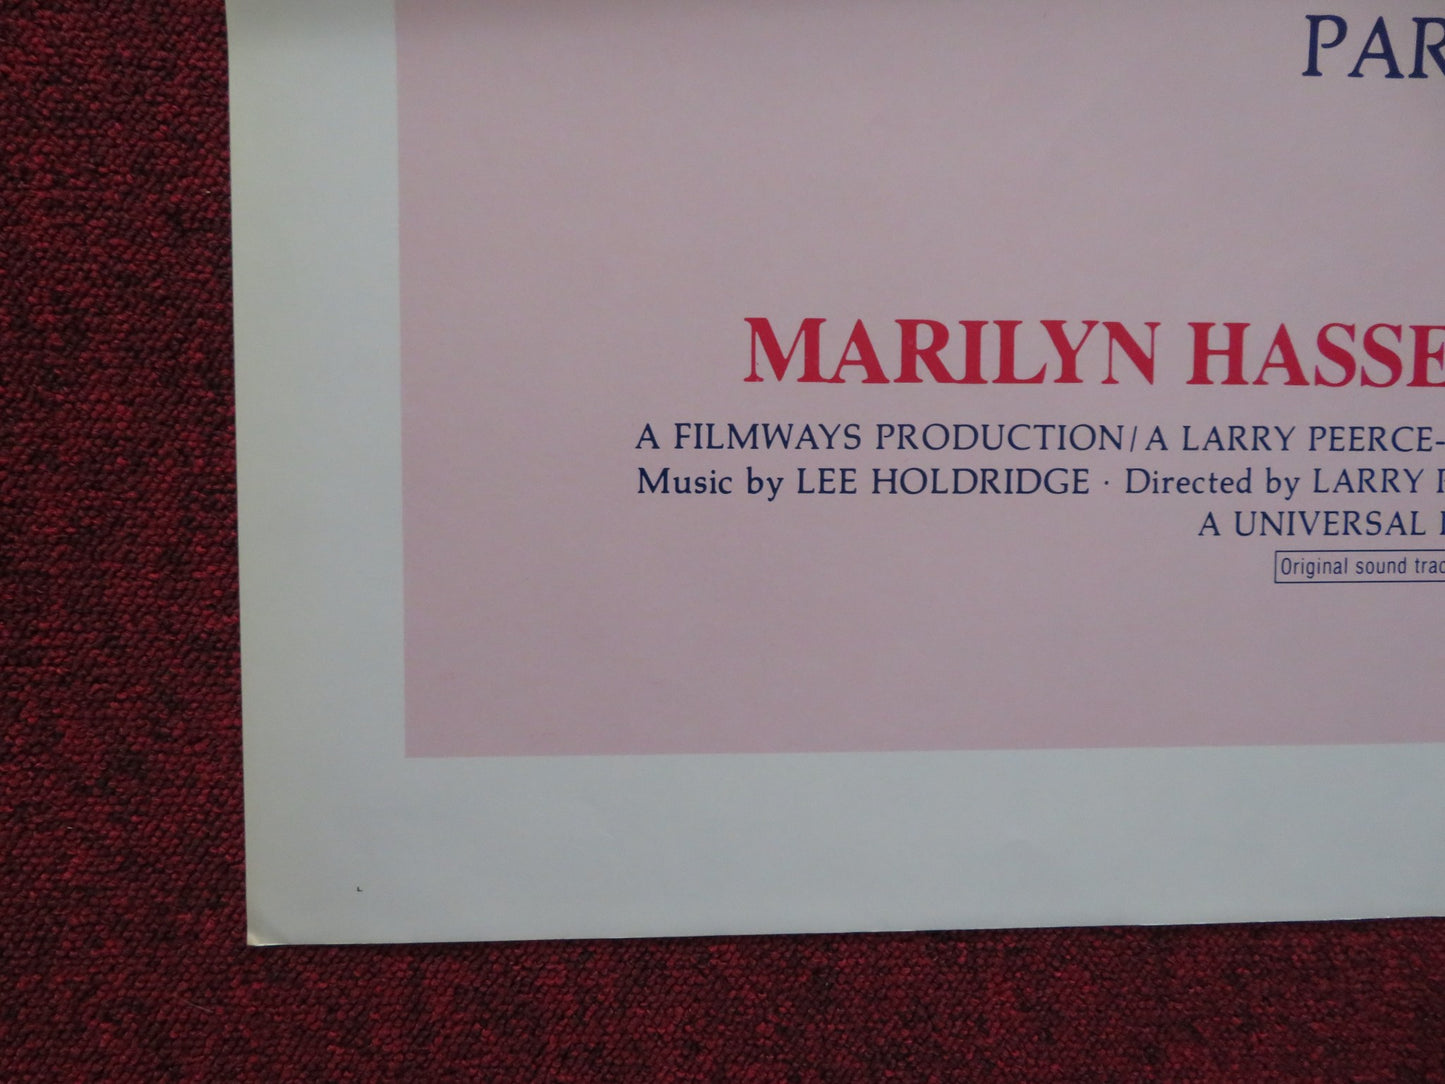 PAR
MARILYN HASSE
A FILMWAYS PRODUCTION/A LARRY PEERCE-
Music by LEE HOLDRIDGE · Directed by LARRY P
A UNIVERSAL
Original sound trac